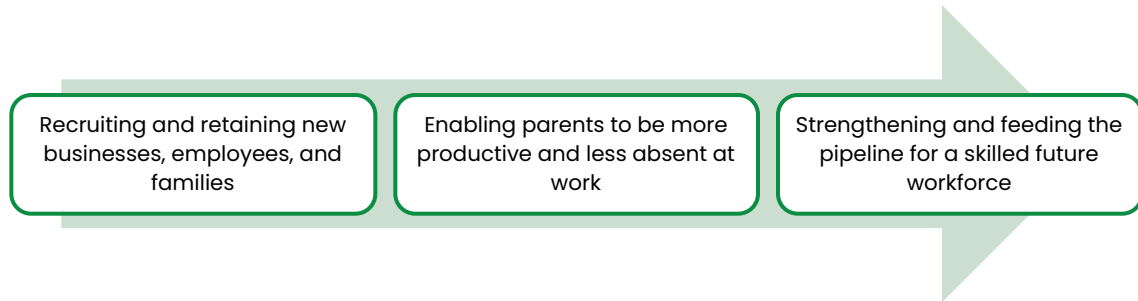 Recruiting and retaining new
businesses, employees, and
families
Enabling parents to be more
productive and less absent at
work
Strengthening and feeding the
pipeline for a skilled future
workforce